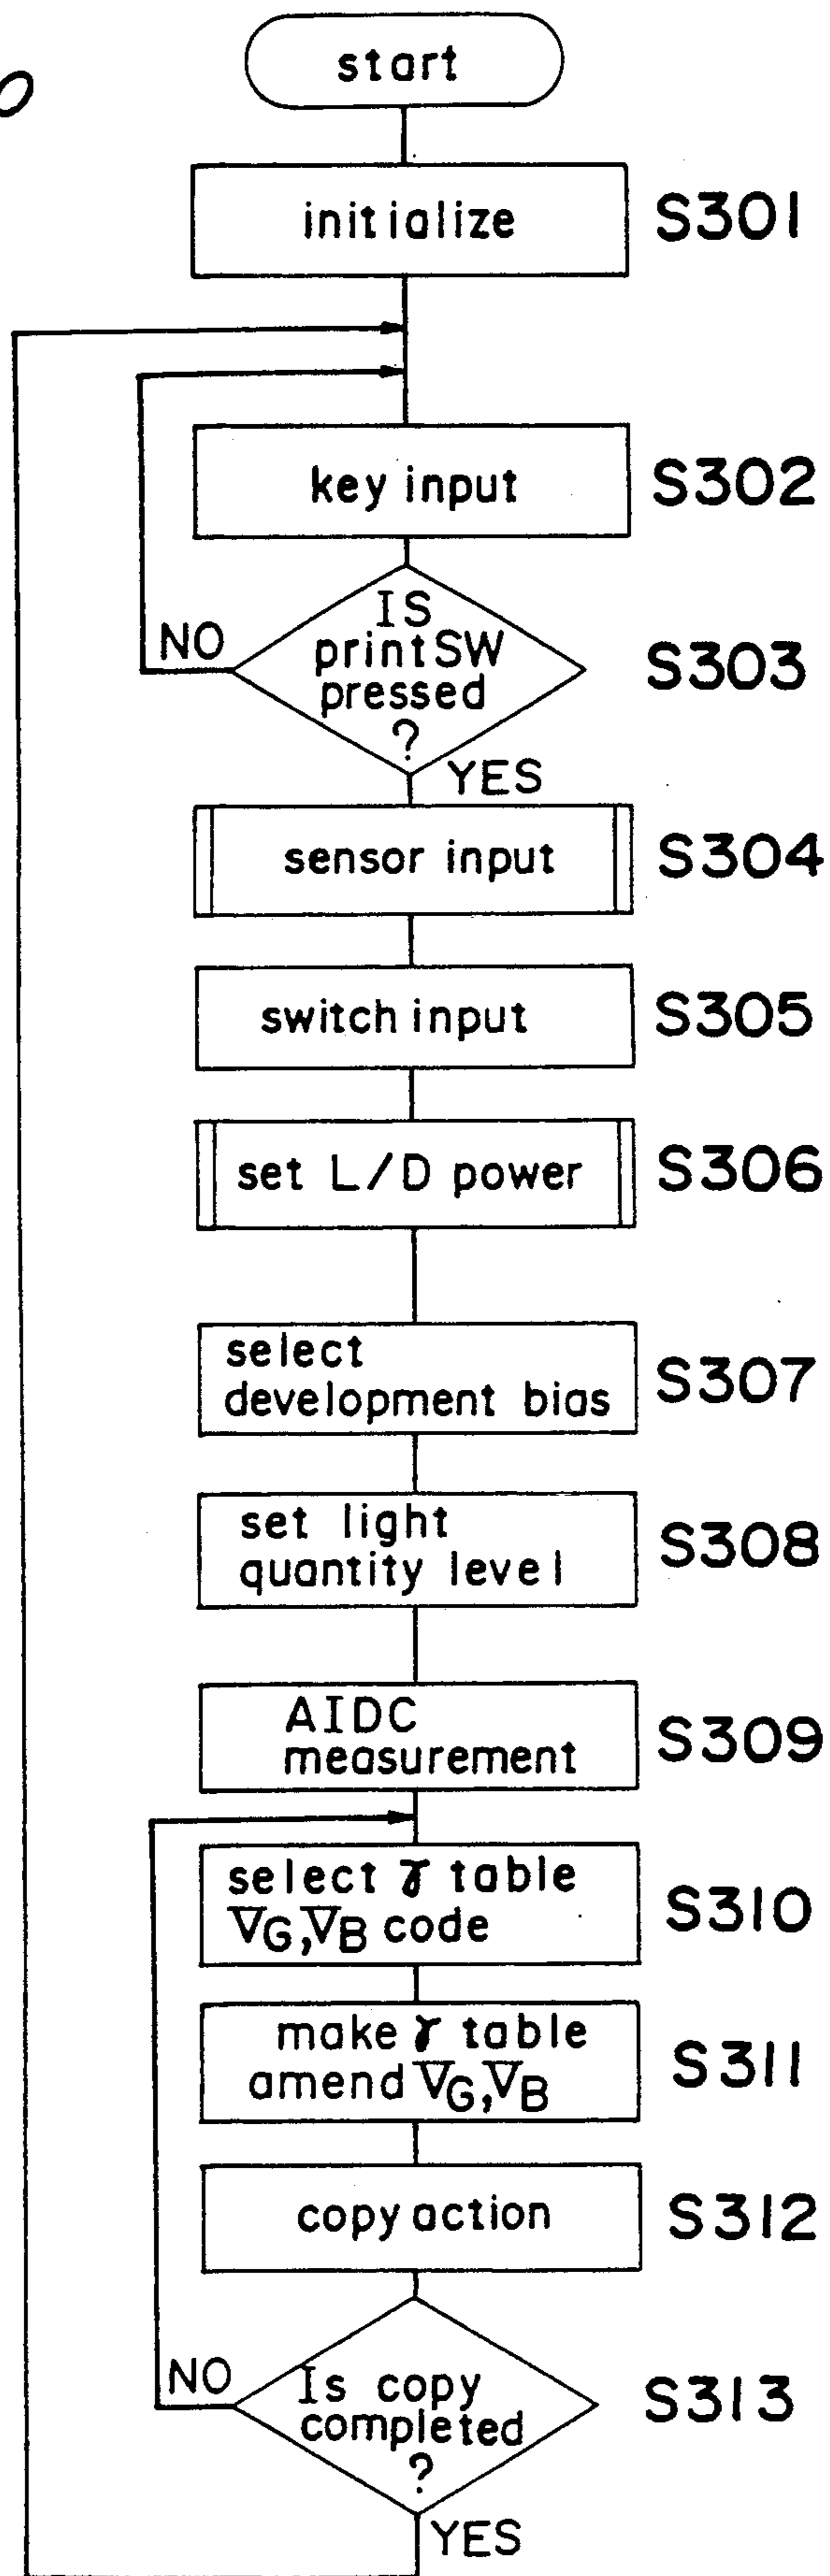 start
initialize
S301
key input
S302
IS
printSW
pressed
?
S303
NO
YES
sensor input
S304
switch input
S305
set L/D power
S306
select
development bias
S307
set light
quantity level
S308
AIDC
measurement
S309
select γ table
VG,VB code
S310
make γ table
amend VG,VB
S311
copy action
S312
Is copy
completed
?
S313
NO
YES